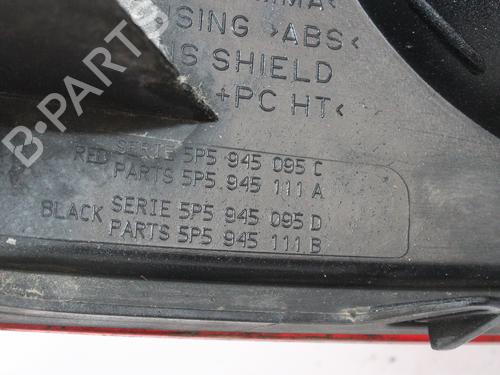 >ABS<
SHIELD
+PC HT<
RED SERIE 5P5 945 095 C
PARTS 5P5 945 111 A
BLACK SERIE 5P5 945 095 D
PARTS 5P5 945 111 B
B-PARTS